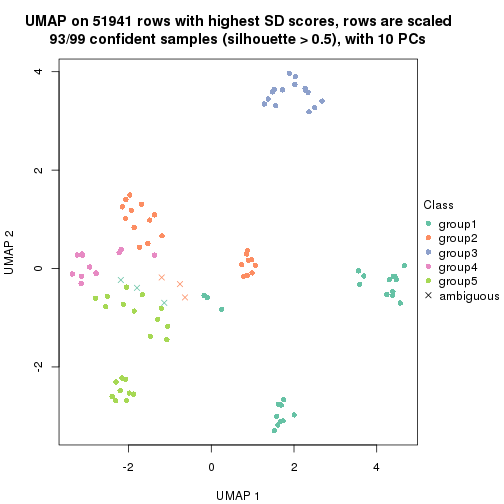 UMAP on 51941 rows with highest SD scores, rows are scaled
93/99 confident samples (silhouette > 0.5), with 10 PCs
4
2
0
-2
UMAP 2
-2
0
2
4
UMAP 1
Class
group1
group2
group3
group4
group5
ambiguous